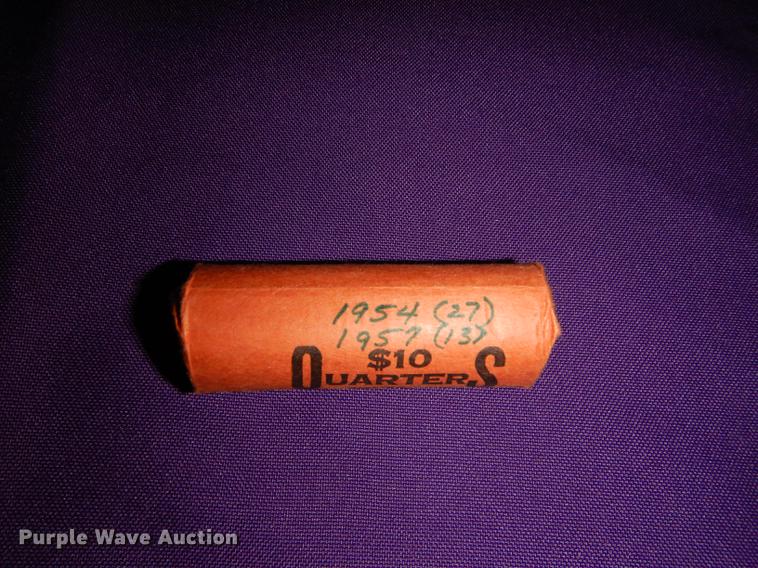 1954 (27)
1957 (13)
$10
QUARTERS
Purple Wave Auction